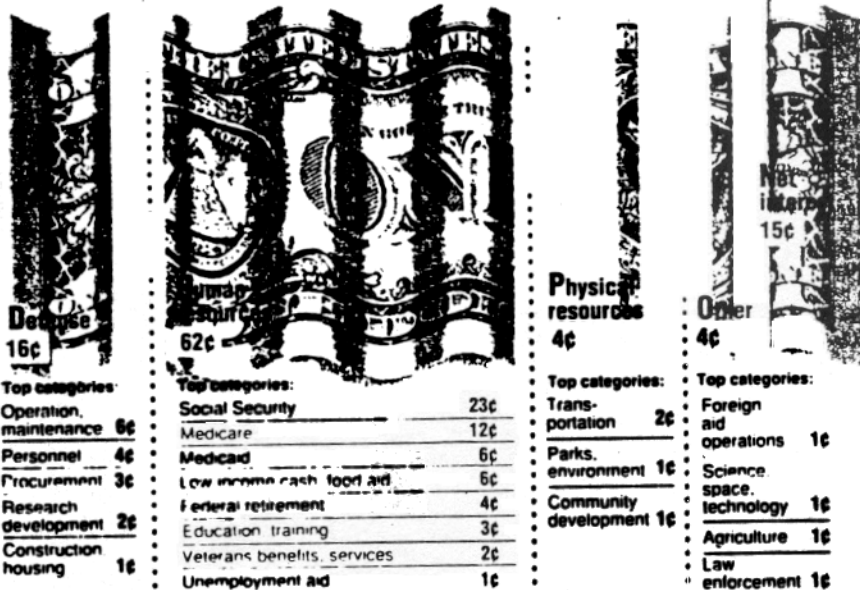 Defense
16¢
Top categories:
Operation,
maintenance 6¢
Personnel 4¢
Procurement 3¢
Research
development 2¢
Construction
housing 1¢
Human
resources
62¢
Top categories:
Social Security 23¢
Medicare 12¢
Medicaid 6¢
Low income cash, food aid 6¢
Federal retirement 4¢
Education, training 3¢
Veterans benefits, services 2¢
Unemployment aid 1¢
Physical
resources
4¢
Top categories:
Trans-
portation 2¢
Parks,
environment 1¢
Community
development 1¢
Other
4¢
Top categories:
Foreign
aid
operations 1¢
Science,
space,
technology 1¢
Agriculture 1¢
Law
enforcement 1¢
Net
interest
15¢